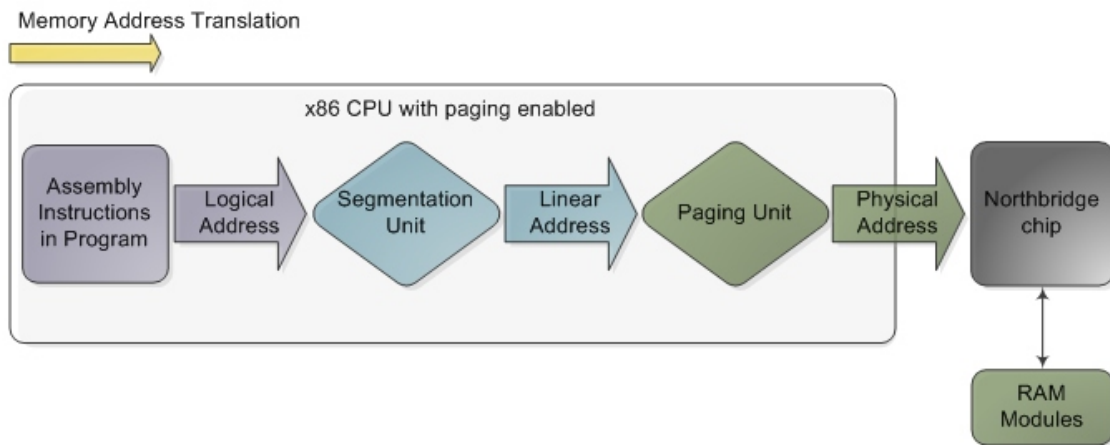 Memory Address Translation
x86 CPU with paging enabled
Assembly
Instructions
in Program
Logical
Address
Segmentation
Unit
Linear
Address
Paging Unit
Physical
Address
Northbridge
chip
RAM
Modules